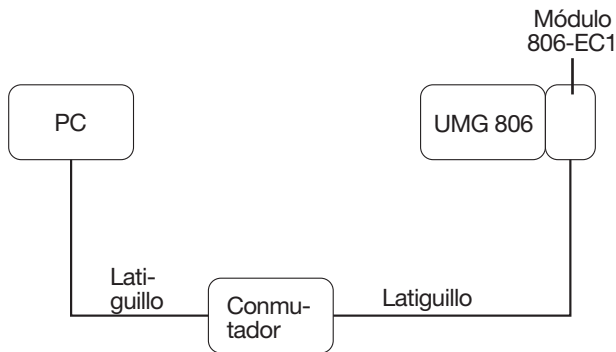 Módulo
806-EC1
PC
UMG 806
Lati-
guillo
Conmu-
tador
Latiguillo